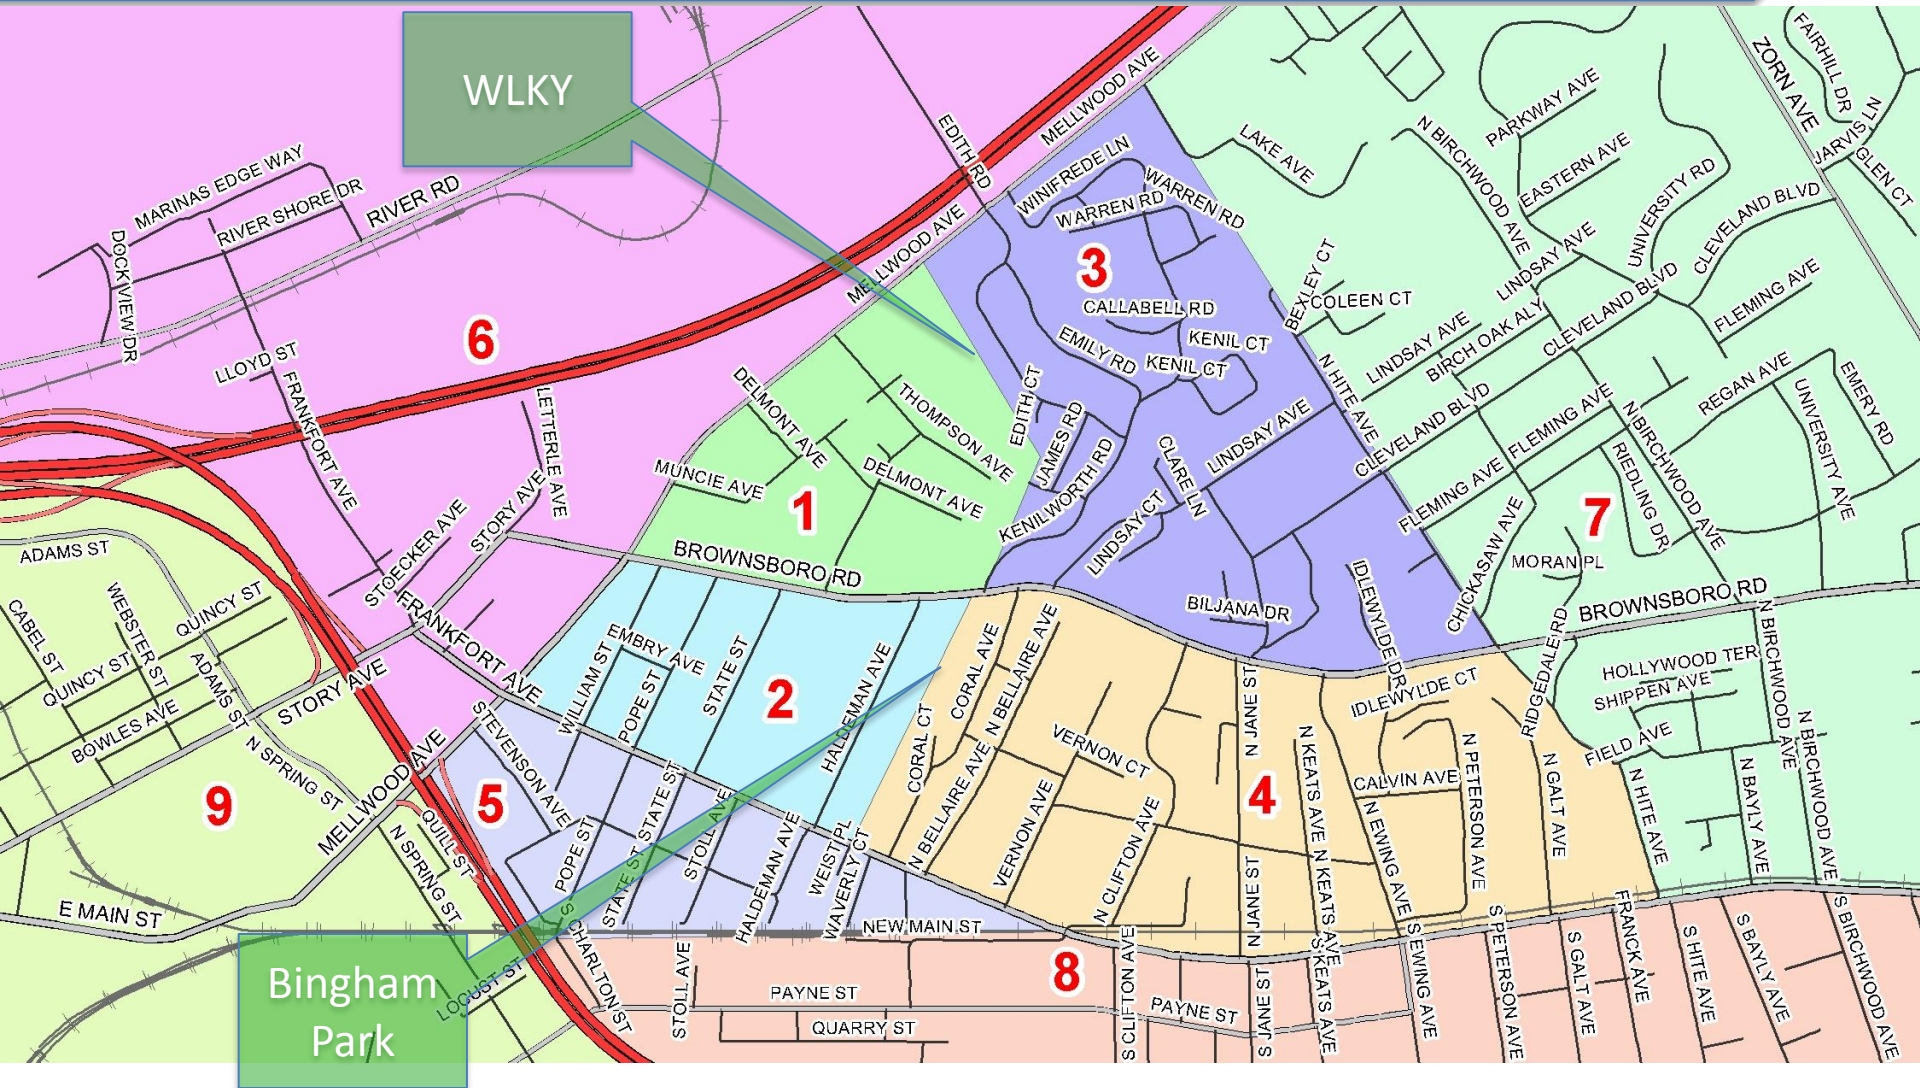 WLKY
MELLWOOD AVE
EDITH RD
ZORN AVE
FAIRHILL DR
JARVIS LN
GLEN CT
LAKE AVE
N BIRCHWOOD AVE
PARKWAY AVE
EASTERN AVE
UNIVERSITY RD
CLEVELAND BLVD
MARINAS EDGE WAY
RIVER SHORE DR
RIVER RD
DOCKVIEW DR
WINIFREDE LN
WARREN RD
WARREN RD
MELLWOOD AVE
3
BEXLEY CT
COLEEN CT
LINDSAY AVE
CLEVELAND BLVD
FLEMING AVE
CALLABELL RD
KENIL CT
KENIL CT
EMILY RD
6
LLOYD ST
FRANKFORT AVE
LETTERLE AVE
DELMONT AVE
THOMPSON AVE
EDITH CT
JAMES RD
KENILWORTH RD
N HITE AVE
LINDSAY AVE
BIRCH OAK ALY
CLEVELAND BLVD
FLEMING AVE
REGAN AVE
UNIVERSITY AVE
EMERY RD
N BIRCHWOOD AVE
RIEDLING DR
LINDSAY AVE
CLARE LN
LINDSAY CT
MUNCIE AVE
DELMONT AVE
1
7
FLEMING AVE
CHICKASAW AVE
MORAN PL
BROWNSBORO RD
STORY AVE
STOECKER AVE
BROWNSBORO RD
BILJANA DR
IDLEWYLDE DR
ADAMS ST
CABEL ST
WEBSTER ST
QUINCY ST
QUINCY ST
ADAMS ST
BOWLES AVE
STORY AVE
FRANKFORT AVE
STEVENSON AVE
WILLIAM ST
EMBRY AVE
POPE ST
STATE ST
2
HALDEMAN AVE
CORAL AVE
N BELLAIRE AVE
CORAL CT
N BELLAIRE AVE
VERNON CT
VERNON AVE
N CLIFTON AVE
N JANE ST
4
N KEATS AVE
IDLEWYLDE CT
CALVIN AVE
N EWING AVE
N PETERSON AVE
N GALT AVE
RIDGEDALE RD
HOLLYWOOD TER
SHIPPEN AVE
FIELD AVE
N HITE AVE
N BAYLY AVE
N BIRCHWOOD AVE
N BIRCHWOOD AVE
9
N SPRING ST
MELLWOOD AVE
5
QUILL ST
N SPRING ST
E MAIN ST
POPE ST
STATE ST
STATE ST
STOLL AVE
HALDEMAN AVE
WEIST PL
WAVERLY CT
NEW MAIN ST
N JANE ST
N KEATS AVE
Bingham
Park
LOCUST ST
S CHARLTON ST
STOLL AVE
PAYNE ST
QUARRY ST
8
S CLIFTON AVE
PAYNE ST
S JANE ST
S KEATS AVE
S EWING AVE
S PETERSON AVE
S GALT AVE
FRANCK AVE
S HITE AVE
S BAYLY AVE
S BIRCHWOOD AVE